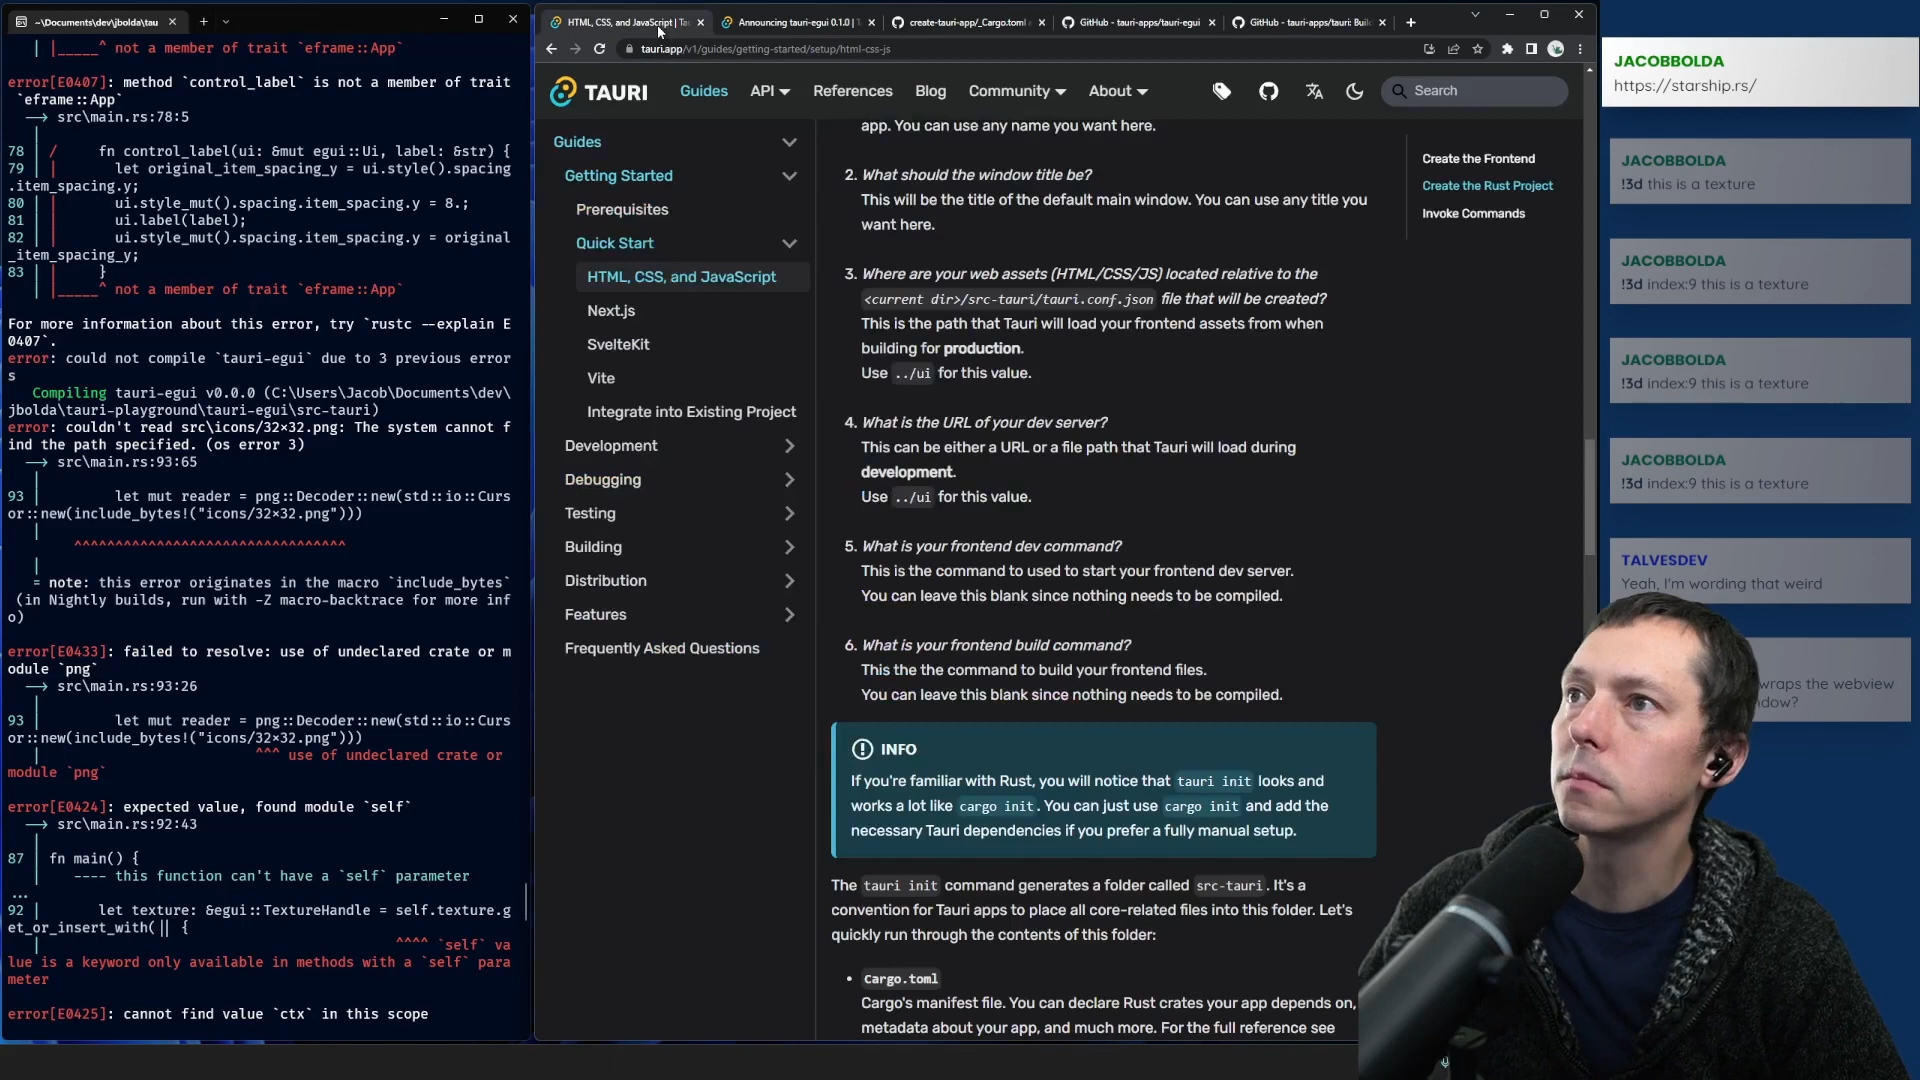 ~\Documents\dev\jbolda\tau
| |_____^ not a member of trait `eframe::App`
error[E0407]: method `control_label` is not a member of trait
`eframe::App`
--> src\main.rs:78:5
|
78 | / fn control_label(ui: &mut egui::Ui, label: &str) {
79 | | let original_item_spacing_y = ui.style().spacing
.item_spacing.y;
80 | | ui.style_mut().spacing.item_spacing.y = 8.;
81 | | ui.label(label);
82 | | ui.style_mut().spacing.item_spacing.y = original
_item_spacing_y;
83 | | }
| |_____^ not a member of trait `eframe::App`
For more information about this error, try `rustc --explain E
0407`.
error: could not compile `tauri-egui` due to 3 previous error
s
Compiling tauri-egui v0.0.0 (C:\Users\Jacob\Documents\dev\
jbolda\tauri-playground\tauri-egui\src-tauri)
error: couldn't read src\icons/32×32.png: The system cannot f
ind the path specified. (os error 3)
--> src\main.rs:93:65
|
93 | let mut reader = png::Decoder::new(std::io::Curs
or::new(include_bytes!("icons/32×32.png")))
|
^^^^^^^^^^^^^^^^^^^^^^^^^^^^^^^^^^
|
= note: this error originates in the macro `include_bytes`
(in Nightly builds, run with -Z macro-backtrace for more inf
o)
error[E0433]: failed to resolve: use of undeclared crate or m
odule `png`
--> src\main.rs:93:26
|
93 | let mut reader = png::Decoder::new(std::io::Curs
or::new(include_bytes!("icons/32×32.png")))
| ^^^ use of undeclared crate or
module `png`
error[E0424]: expected value, found module `self`
--> src\main.rs:92:43
|
87 | fn main() {
| ---- this function can't have a `self` parameter
...
92 | let texture: &egui::TextureHandle = self.texture.g
et_or_insert_with(|| {
| ^^^^ `self` va
lue is a keyword only available in methods with a `self` para
meter
error[E0425]: cannot find value `ctx` in this scope
HTML, CSS, and JavaScript | Ta
Announcing tauri-egui 0.1.0 | T
create-tauri-app/_Cargo.toml a
GitHub - tauri-apps/tauri-egui
GitHub - tauri-apps/tauri: Buil
tauri.app/v1/guides/getting-started/setup/html-css-js
TAURI
Guides
API
References
Blog
Community
About
Search
Guides
Getting Started
Prerequisites
Quick Start
HTML, CSS, and JavaScript
Next.js
SvelteKit
Vite
Integrate into Existing Project
Development
Debugging
Testing
Building
Distribution
Features
Frequently Asked Questions
app. You can use any name you want here.
2. What should the window title be?
This will be the title of the default main window. You can use any title you
want here.
3. Where are your web assets (HTML/CSS/JS) located relative to the
<current dir>/src-tauri/tauri.conf.json file that will be created?
This is the path that Tauri will load your frontend assets from when
building for production.
Use ../ui for this value.
4. What is the URL of your dev server?
This can be either a URL or a file path that Tauri will load during
development.
Use ../ui for this value.
5. What is your frontend dev command?
This is the command to used to start your frontend dev server.
You can leave this blank since nothing needs to be compiled.
6. What is your frontend build command?
This the the command to build your frontend files.
You can leave this blank since nothing needs to be compiled.
INFO
If you're familiar with Rust, you will notice that tauri init looks and
works a lot like cargo init. You can just use cargo init and add the
necessary Tauri dependencies if you prefer a fully manual setup.
The tauri init command generates a folder called src-tauri. It's a
convention for Tauri apps to place all core-related files into this folder. Let's
quickly run through the contents of this folder:
• Cargo.toml
Cargo's manifest file. You can declare Rust crates your app depends on,
metadata about your app, and much more. For the full reference see
Create the Frontend
Create the Rust Project
Invoke Commands
JACOBBOLDA
https://starship.rs/
JACOBBOLDA
!3d this is a texture
JACOBBOLDA
!3d index:9 this is a texture
JACOBBOLDA
!3d index:9 this is a texture
JACOBBOLDA
!3d index:9 this is a texture
TALVESDEV
Yeah, I'm wording that weird
wraps the webview